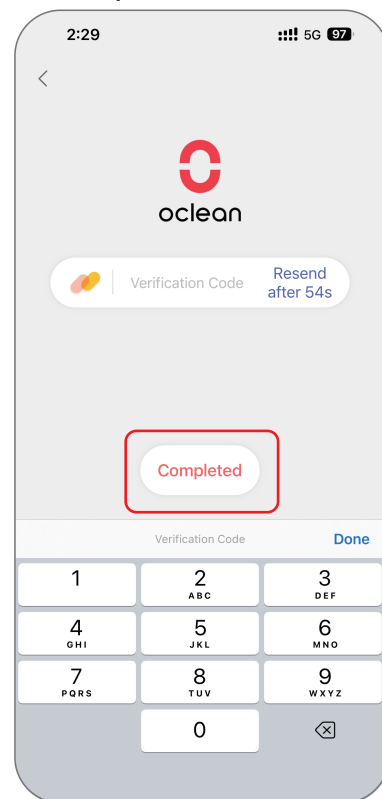 2:29 5G 97
oclean
Verification Code Resend
after 54s
Completed
Verification Code Done
1 2 3
ABC DEF
4 5 6
GHI JKL MNO
7 8 9
PQRS TUV WXYZ
0